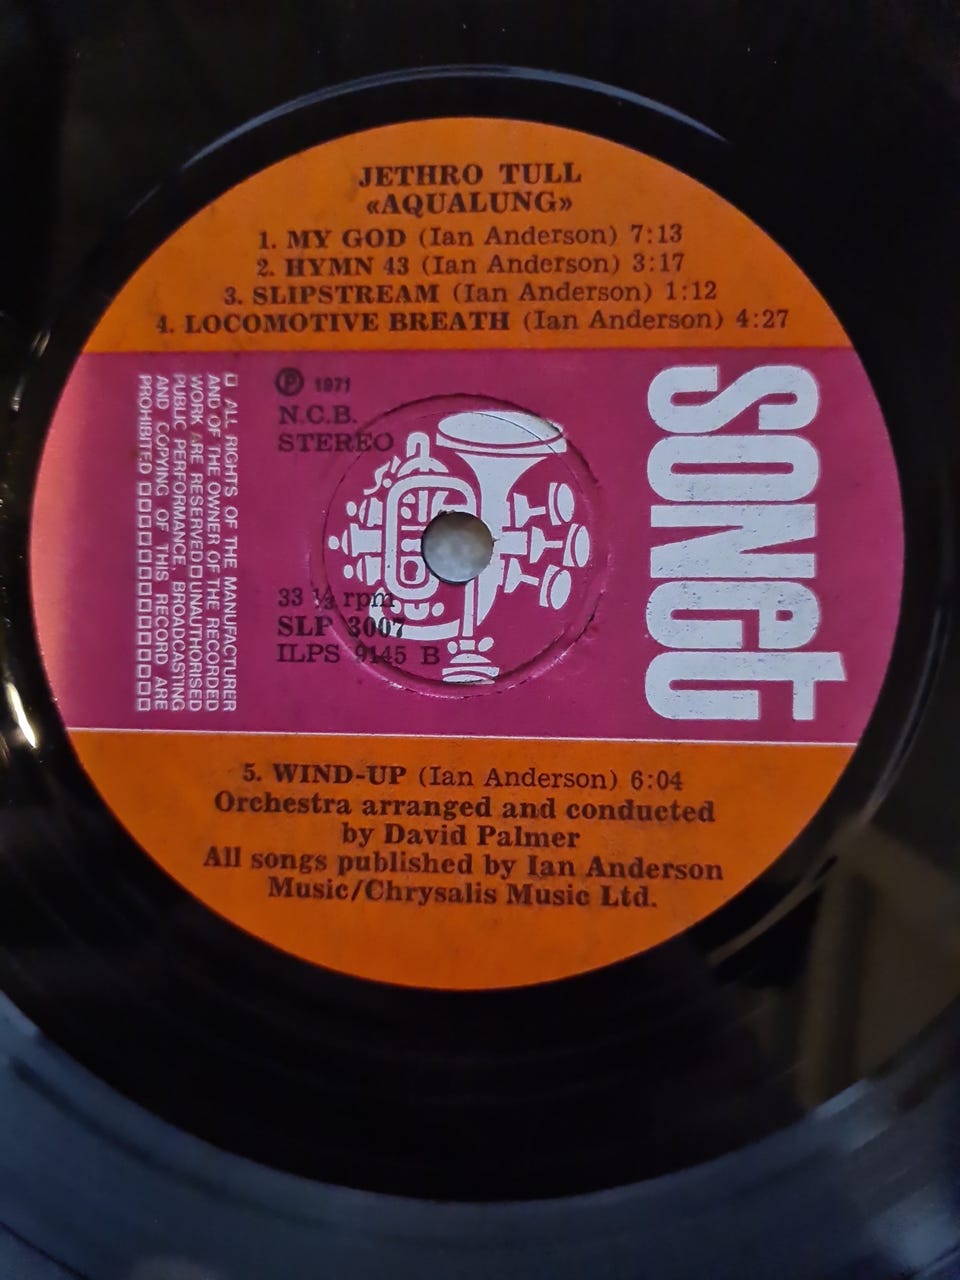 JETHRO TULL
«AQUALUNG»
1. MY GOD (Ian Anderson) 7:13
2. HYMN 43 (Ian Anderson) 3:17
3. SLIPSTREAM (Ian Anderson) 1:12
4. LOCOMOTIVE BREATH (Ian Anderson) 4:27
□ ALL RIGHTS OF THE MANUFACTURER
AND OF THE OWNER OF THE RECORDED
WORK ARE RESERVED □ UNAUTHORISED
PUBLIC PERFORMANCE, BROADCASTING
AND COPYING OF THIS RECORD ARE
PROHIBITED □□□□□□□□□□□
℗ 1971
N.C.B.
STEREO
33 1/3 rpm
SLP 3007
ILPS 9145 B
SONET
5. WIND-UP (Ian Anderson) 6:04
Orchestra arranged and conducted
by David Palmer
All songs published by Ian Anderson
Music/Chrysalis Music Ltd.